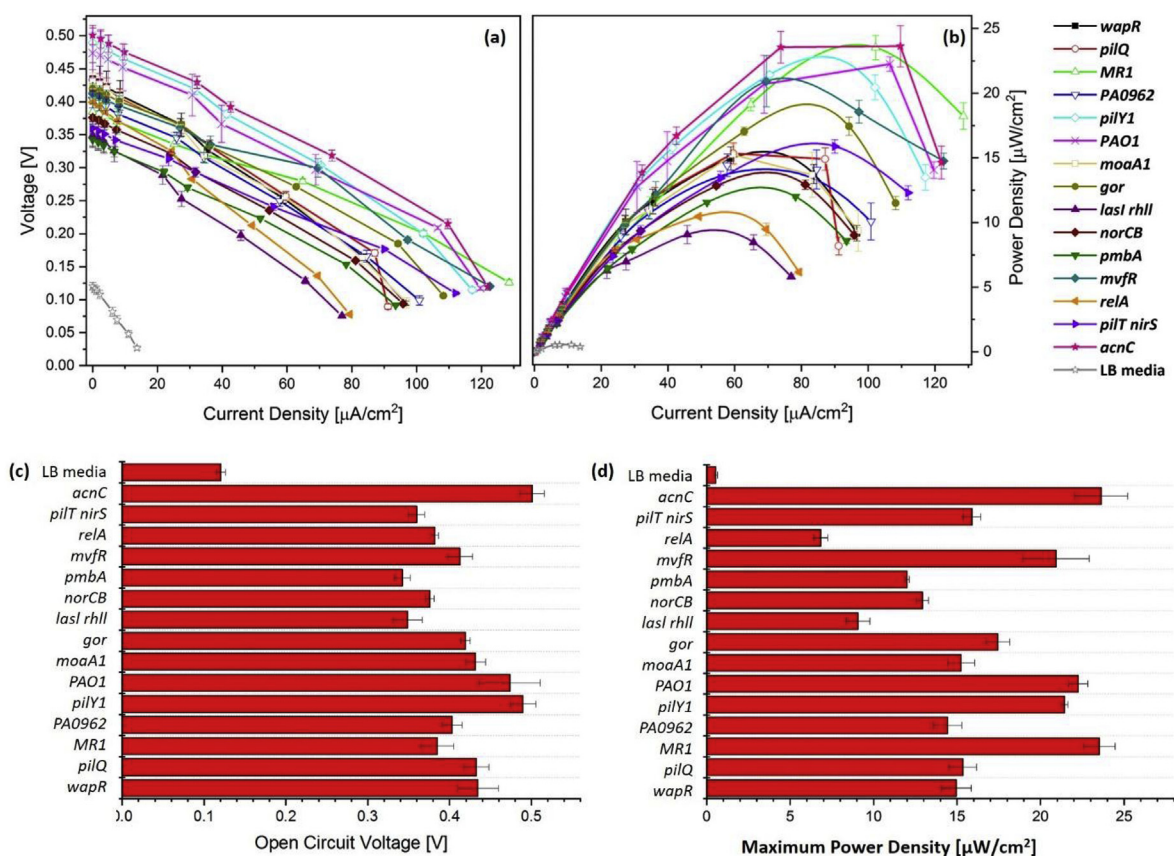 (a)
0.50
0.45
0.40
0.35
0.30
0.25
0.20
0.15
0.10
0.05
0.00
Voltage [V]
0 20 40 60 80 100 120
Current Density [μA/cm²]
(b)
25
20
15
10
5
0
Power Density [μW/cm²]
0 20 40 60 80 100 120
Current Density [μA/cm²]
wapR
pilQ
MR1
PA0962
pilY1
PAO1
moaA1
gor
lasI rhlI
norCB
pmbA
mvfR
relA
pilT nirS
acnC
LB media
(c)
LB media
acnC
pilT nirS
relA
mvfR
pmbA
norCB
lasI rhlI
gor
moaA1
PAO1
pilY1
PA0962
MR1
pilQ
wapR
0.0 0.1 0.2 0.3 0.4 0.5
Open Circuit Voltage [V]
(d)
LB media
acnC
pilT nirS
relA
mvfR
pmbA
norCB
lasI rhlI
gor
moaA1
PAO1
pilY1
PA0962
MR1
pilQ
wapR
0 5 10 15 20 25
Maximum Power Density [μW/cm²]